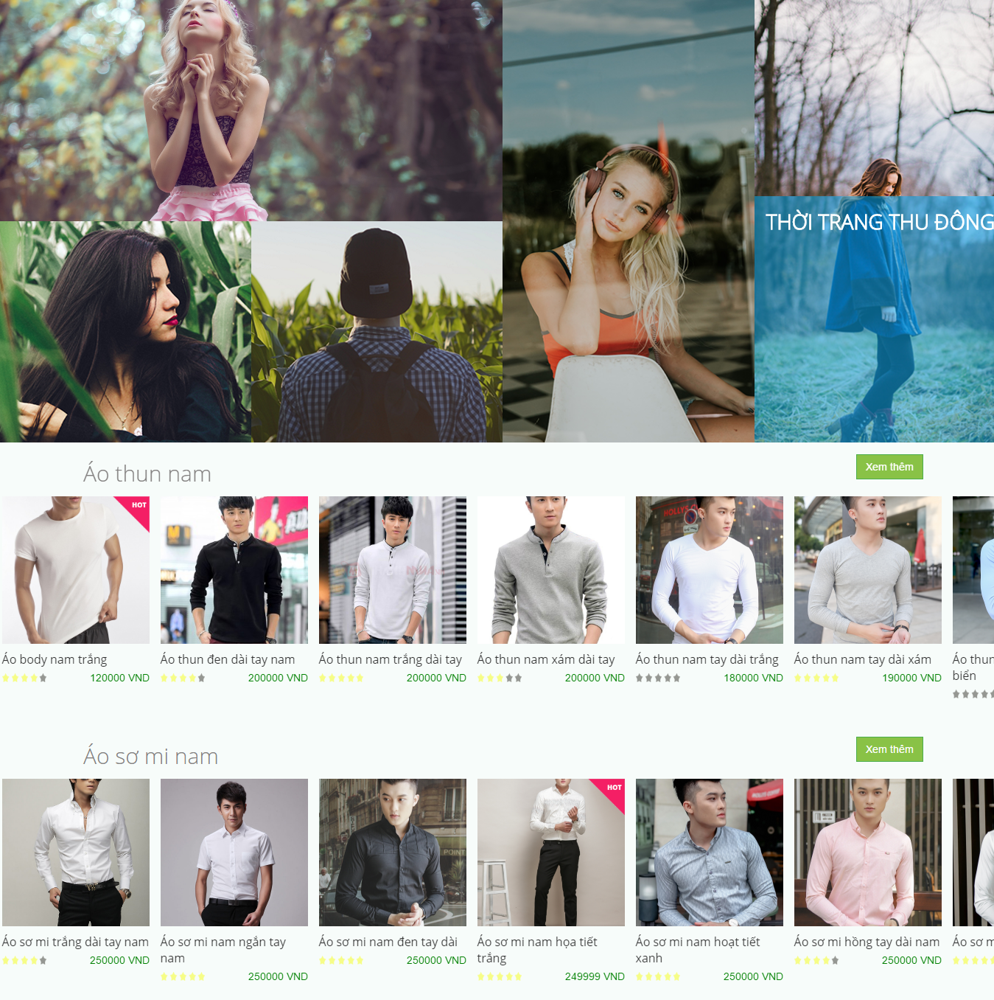 THỜI TRANG THU ĐÔNG
Áo thun nam
Xem thêm
HOT
Áo body nam trắng
120000 VND
Áo thun đen dài tay nam
200000 VND
Áo thun nam trắng dài tay
200000 VND
Áo thun nam xám dài tay
200000 VND
HOLLYS
Áo thun nam tay dài trắng
180000 VND
Áo thun nam tay dài xám
190000 VND
Áo thun
biển
Áo sơ mi nam
Xem thêm
Áo sơ mi trắng dài tay nam
250000 VND
Áo sơ mi nam ngắn tay
nam
250000 VND
POINT
Áo sơ mi nam đen tay dài
250000 VND
HOT
Áo sơ mi nam họa tiết
trắng
249999 VND
Áo sơ mi nam hoạt tiết
xanh
250000 VND
Áo sơ mi hồng tay dài nam
250000 VND
Áo sơ m